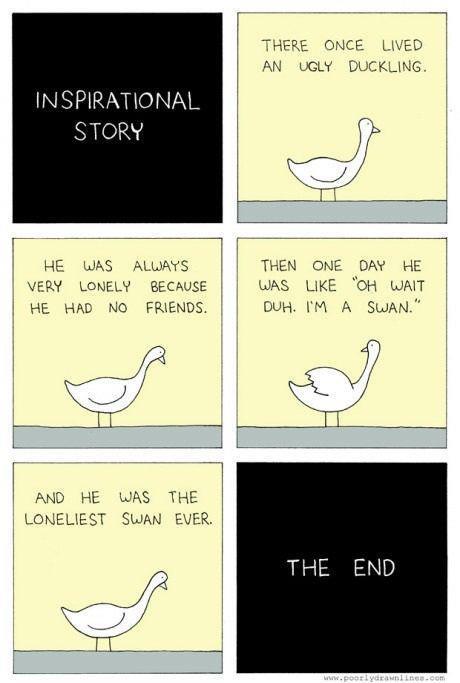 INSPIRATIONAL
STORY
THERE ONCE LIVED
AN UGLY DUCKLING.
HE WAS ALWAYS
VERY LONELY BECAUSE
HE HAD NO FRIENDS.
THEN ONE DAY HE
WAS LIKE "OH WAIT
DUH. I'M A SWAN."
AND HE WAS THE
LONELIEST SWAN EVER.
THE END
www.poorlydrawnlines.com